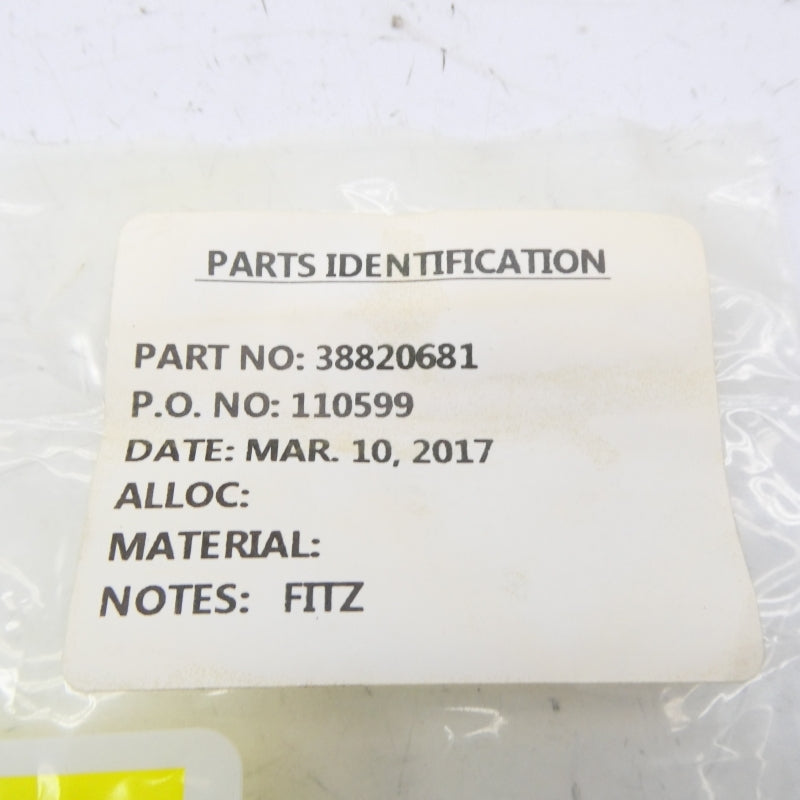 PARTS IDENTIFICATION
PART NO: 38820681
P.O. NO: 110599
DATE: MAR. 10, 2017
ALLOC:
MATERIAL:
NOTES: FITZ